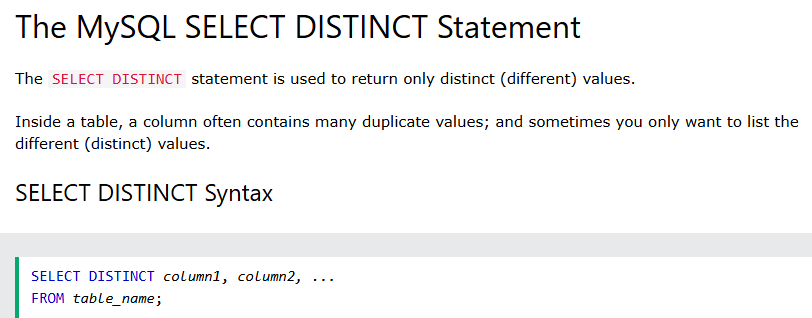 The MySQL SELECT DISTINCT Statement
The SELECT DISTINCT statement is used to return only distinct (different) values.
Inside a table, a column often contains many duplicate values; and sometimes you only want to list the
different (distinct) values.
SELECT DISTINCT Syntax
SELECT DISTINCT column1, column2, ...
FROM table_name;